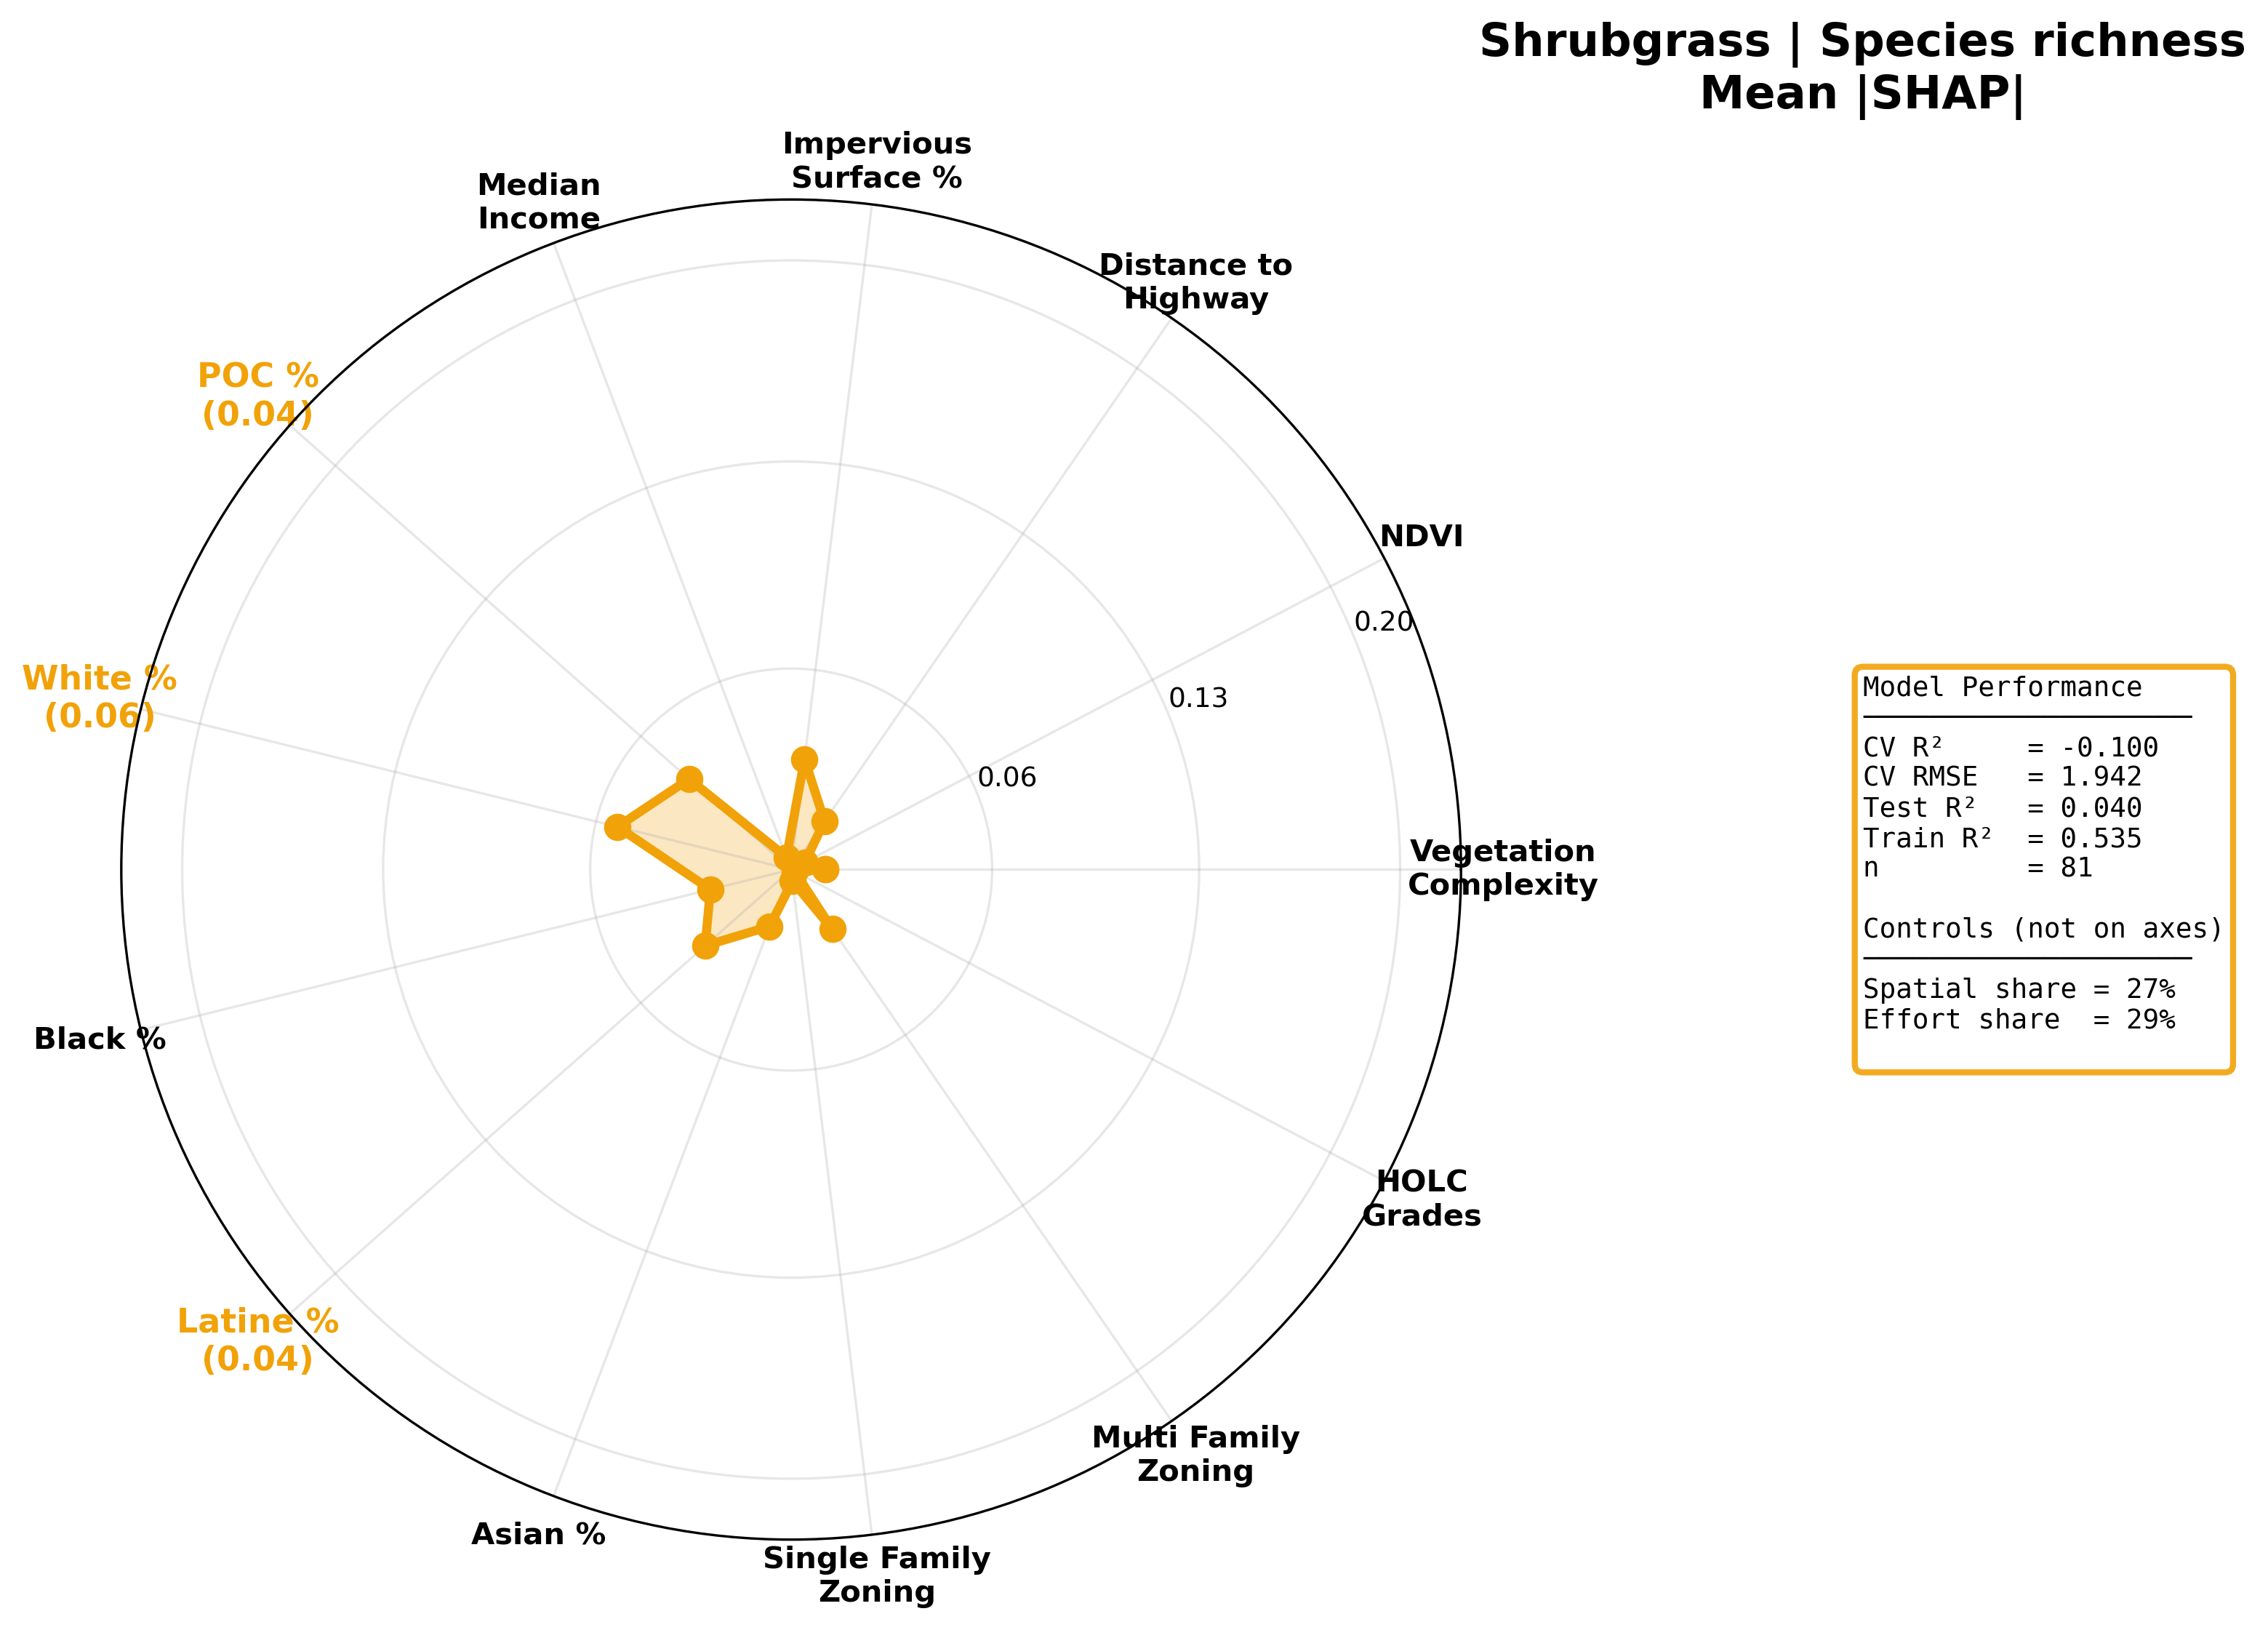 Shrubgrass | Species richness
Mean |SHAP|
Impervious
Surface %
Median
Income
Distance to
Highway
POC %
(0.04)
NDVI
0.20
White %
(0.06)
0.13
0.06
Vegetation
Complexity
Black %
HOLC
Grades
Latine %
(0.04)
Multi Family
Zoning
Asian %
Single Family
Zoning
Model Performance
CV R² = -0.100
CV RMSE = 1.942
Test R² = 0.040
Train R² = 0.535
n = 81
Controls (not on axes)
Spatial share = 27%
Effort share = 29%